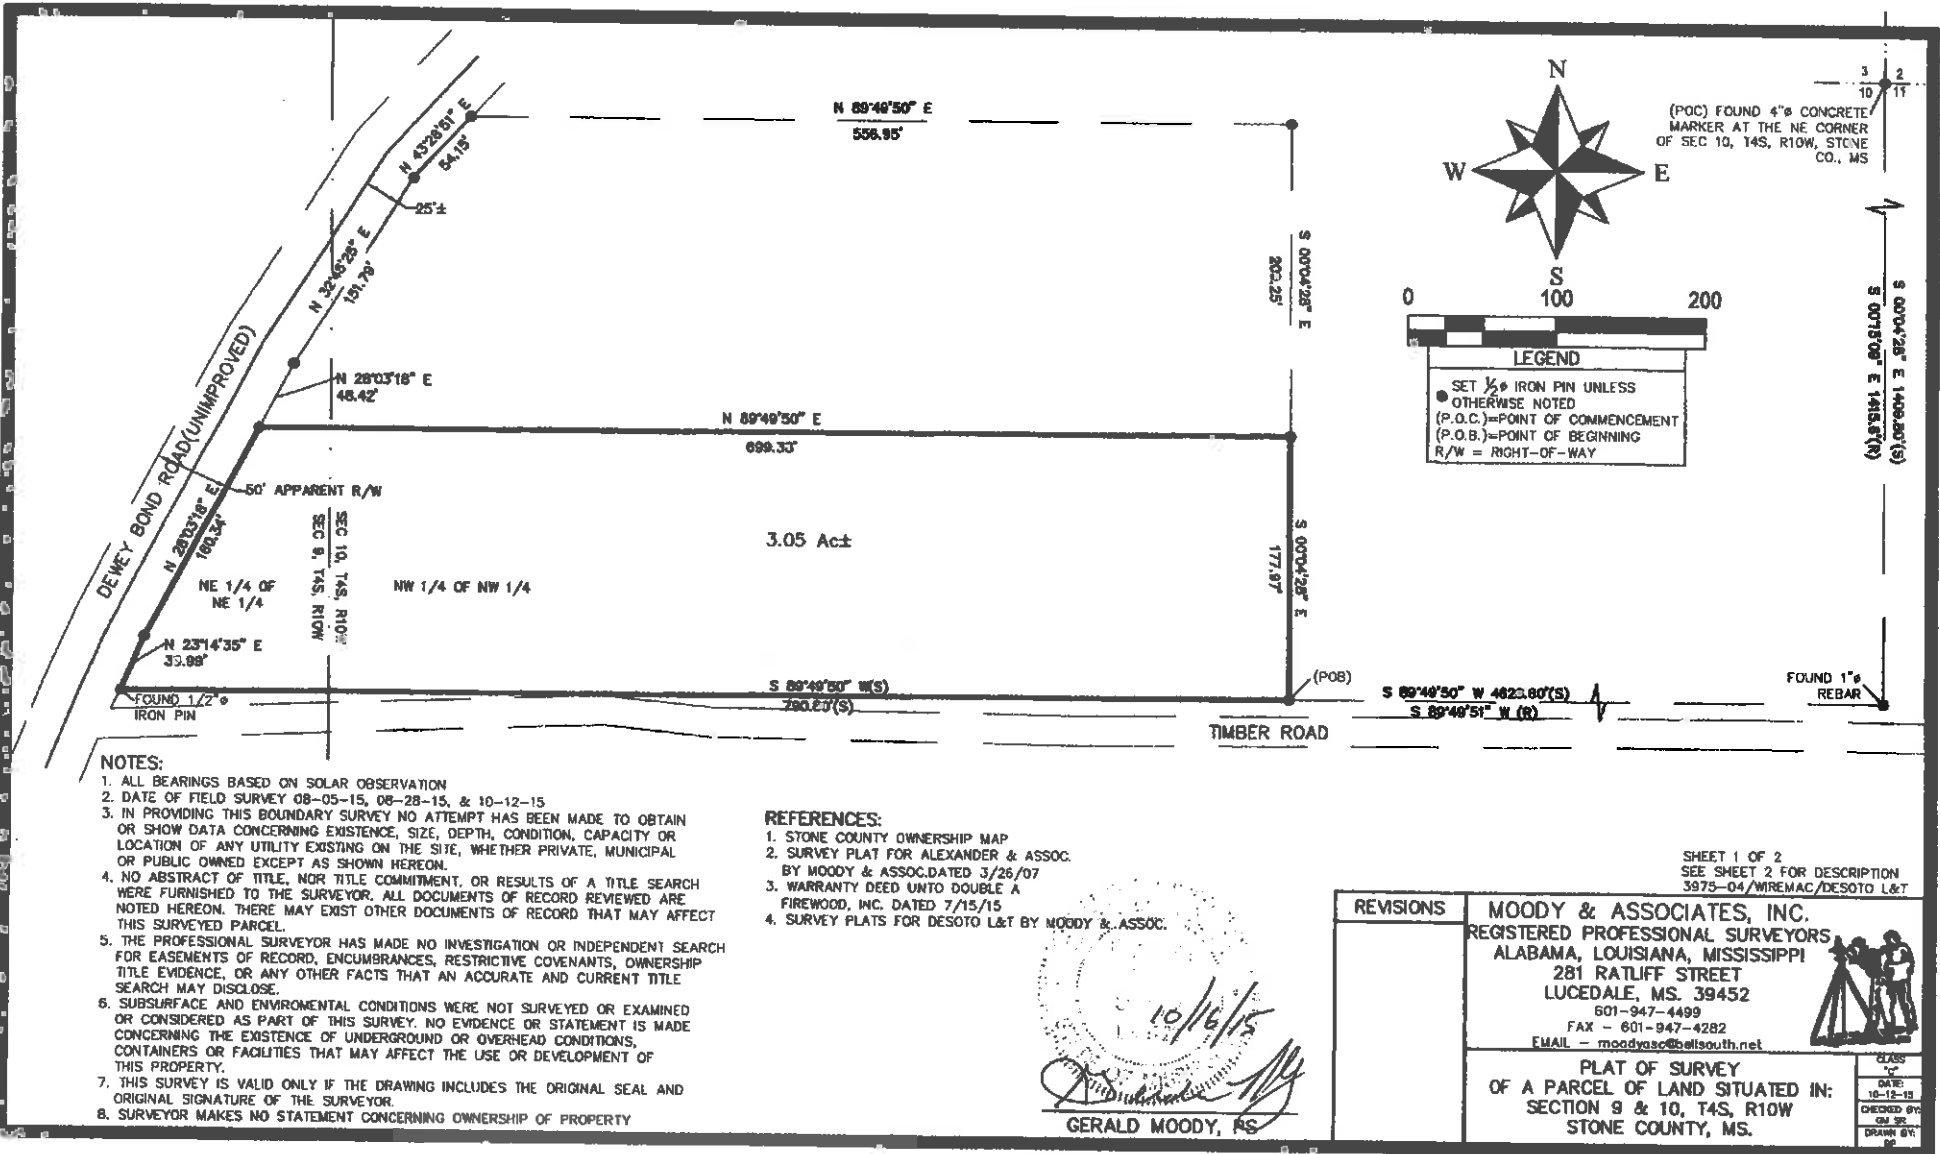 N 89°49'50" E
556.95'
N
W
E
S
3 2
10 11
(POC) FOUND 4"ø CONCRETE
MARKER AT THE NE CORNER
OF SEC 10, T4S, R10W, STONE
CO., MS
N 43°28'51" E
54.15'
25'±
N 32°46'28" E
151.79'
S 00°04'28" E
S 00°04'28" E 1409.80'(S)
S 00°15'08" E 1415.6'(R)
0 100 200
LEGEND
SET 1/2ø IRON PIN UNLESS
OTHERWISE NOTED
(P.O.C.)=POINT OF COMMENCEMENT
(P.O.B.)=POINT OF BEGINNING
R/W = RIGHT-OF-WAY
DEWEY BOND ROAD(UNIMPROVED)
N 28°03'18" E
48.42'
N 89°49'50" E
699.33'
50' APPARENT R/W
N 28°03'18" E
160.34'
SEC 10, T4S, R10W
SEC 9, T4S, R10W
3.05 Ac±
S 00°04'28" E
177.97'
NE 1/4 OF
NE 1/4
NW 1/4 OF NW 1/4
N 23°14'35" E
39.99'
FOUND 1/2"ø
IRON PIN
S 89°49'50" W(S)
(POB)
S 89°49'50" W 4623.60'(S)
S 89°49'51" W (R)
FOUND 1"ø
REBAR
TIMBER ROAD
NOTES:
1. ALL BEARINGS BASED ON SOLAR OBSERVATION
2. DATE OF FIELD SURVEY 08-05-15, 08-28-15, & 10-12-15
3. IN PROVIDING THIS BOUNDARY SURVEY NO ATTEMPT HAS BEEN MADE TO OBTAIN
OR SHOW DATA CONCERNING EXISTENCE, SIZE, DEPTH, CONDITION, CAPACITY OR
LOCATION OF ANY UTILITY EXISTING ON THE SITE, WHETHER PRIVATE, MUNICIPAL
OR PUBLIC OWNED EXCEPT AS SHOWN HEREON.
4. NO ABSTRACT OF TITLE, NOR TITLE COMMITMENT, OR RESULTS OF A TITLE SEARCH
WERE FURNISHED TO THE SURVEYOR. ALL DOCUMENTS OF RECORD REVIEWED ARE
NOTED HEREON. THERE MAY EXIST OTHER DOCUMENTS OF RECORD THAT MAY AFFECT
THIS SURVEYED PARCEL.
5. THE PROFESSIONAL SURVEYOR HAS MADE NO INVESTIGATION OR INDEPENDENT SEARCH
FOR EASEMENTS OF RECORD, ENCUMBRANCES, RESTRICTIVE COVENANTS, OWNERSHIP
TITLE EVIDENCE, OR ANY OTHER FACTS THAT AN ACCURATE AND CURRENT TITLE
SEARCH MAY DISCLOSE.
6. SUBSURFACE AND ENVIROMENTAL CONDITIONS WERE NOT SURVEYED OR EXAMINED
OR CONSIDERED AS PART OF THIS SURVEY. NO EVIDENCE OR STATEMENT IS MADE
CONCERNING THE EXISTENCE OF UNDERGROUND OR OVERHEAD CONDITIONS,
CONTAINERS OR FACILITIES THAT MAY AFFECT THE USE OR DEVELOPMENT OF
THIS PROPERTY.
7. THIS SURVEY IS VALID ONLY IF THE DRAWING INCLUDES THE ORIGINAL SEAL AND
ORIGINAL SIGNATURE OF THE SURVEYOR.
8. SURVEYOR MAKES NO STATEMENT CONCERNING OWNERSHIP OF PROPERTY
REFERENCES:
1. STONE COUNTY OWNERSHIP MAP
2. SURVEY PLAT FOR ALEXANDER & ASSOC.
BY MOODY & ASSOC.DATED 3/26/07
3. WARRANTY DEED UNTO DOUBLE A
FIREWOOD, INC. DATED 7/15/15
4. SURVEY PLATS FOR DESOTO L&T BY MOODY & ASSOC.
10/16/15
GERALD MOODY, PS
SHEET 1 OF 2
SEE SHEET 2 FOR DESCRIPTION
3975-04/WIREMAC/DESOTO L&T
REVISIONS
MOODY & ASSOCIATES, INC.
REGISTERED PROFESSIONAL SURVEYORS
ALABAMA, LOUISIANA, MISSISSIPPI
281 RATLIFF STREET
LUCEDALE, MS. 39452
601-947-4499
FAX - 601-947-4282
EMAIL - moodyasc@bellsouth.net
PLAT OF SURVEY
OF A PARCEL OF LAND SITUATED IN:
SECTION 9 & 10, T4S, R10W
STONE COUNTY, MS.
CLASS
"C"
DATE:
10-12-15
CHECKED BY:
DRAWN BY: